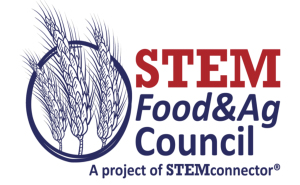 STEM
Food&Ag
Council
A project of STEMconnector®